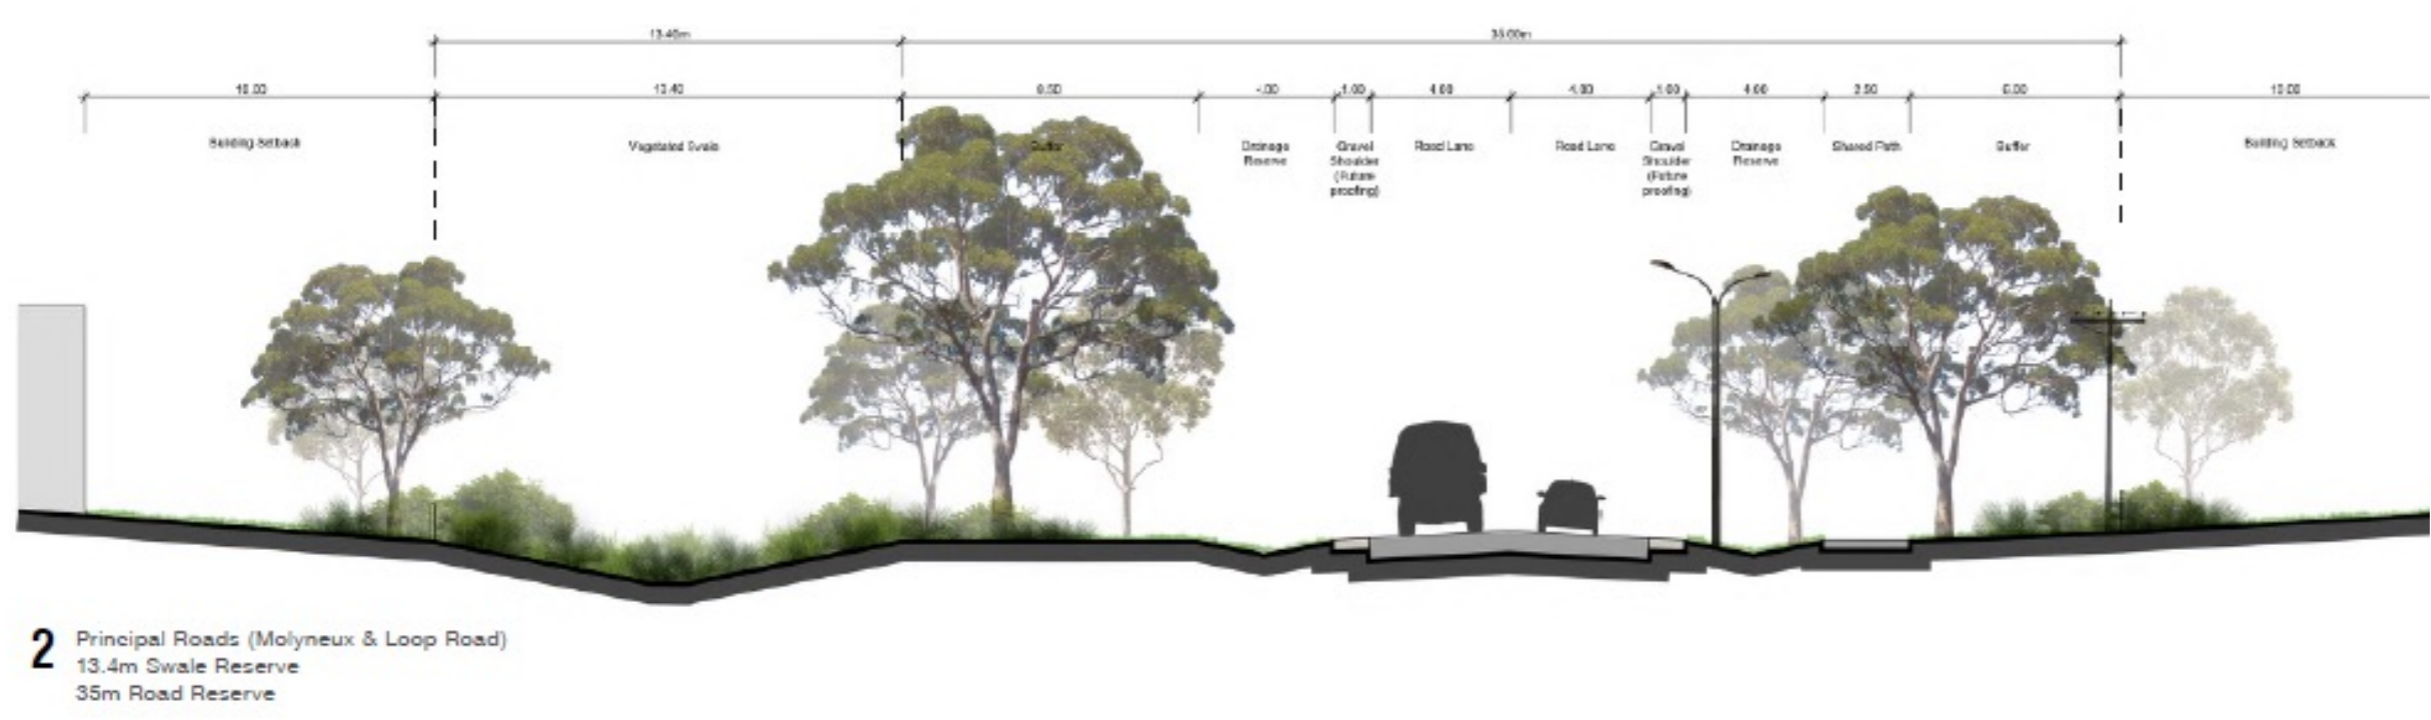 13.40m
35.00m
10.00
13.40
8.50
4.00
1.00
4.00
4.00
1.00
4.00
2.50
6.00
10.00
Building Setback
Vegetated Swale
Buffer
Drainage
Reserve
Gravel
Shoulder
(Future
proofing)
Road Lane
Road Lane
Gravel
Shoulder
(Future
proofing)
Drainage
Reserve
Shared Path
Buffer
Building Setback
2
Principal Roads (Molyneux & Loop Road)
13.4m Swale Reserve
35m Road Reserve